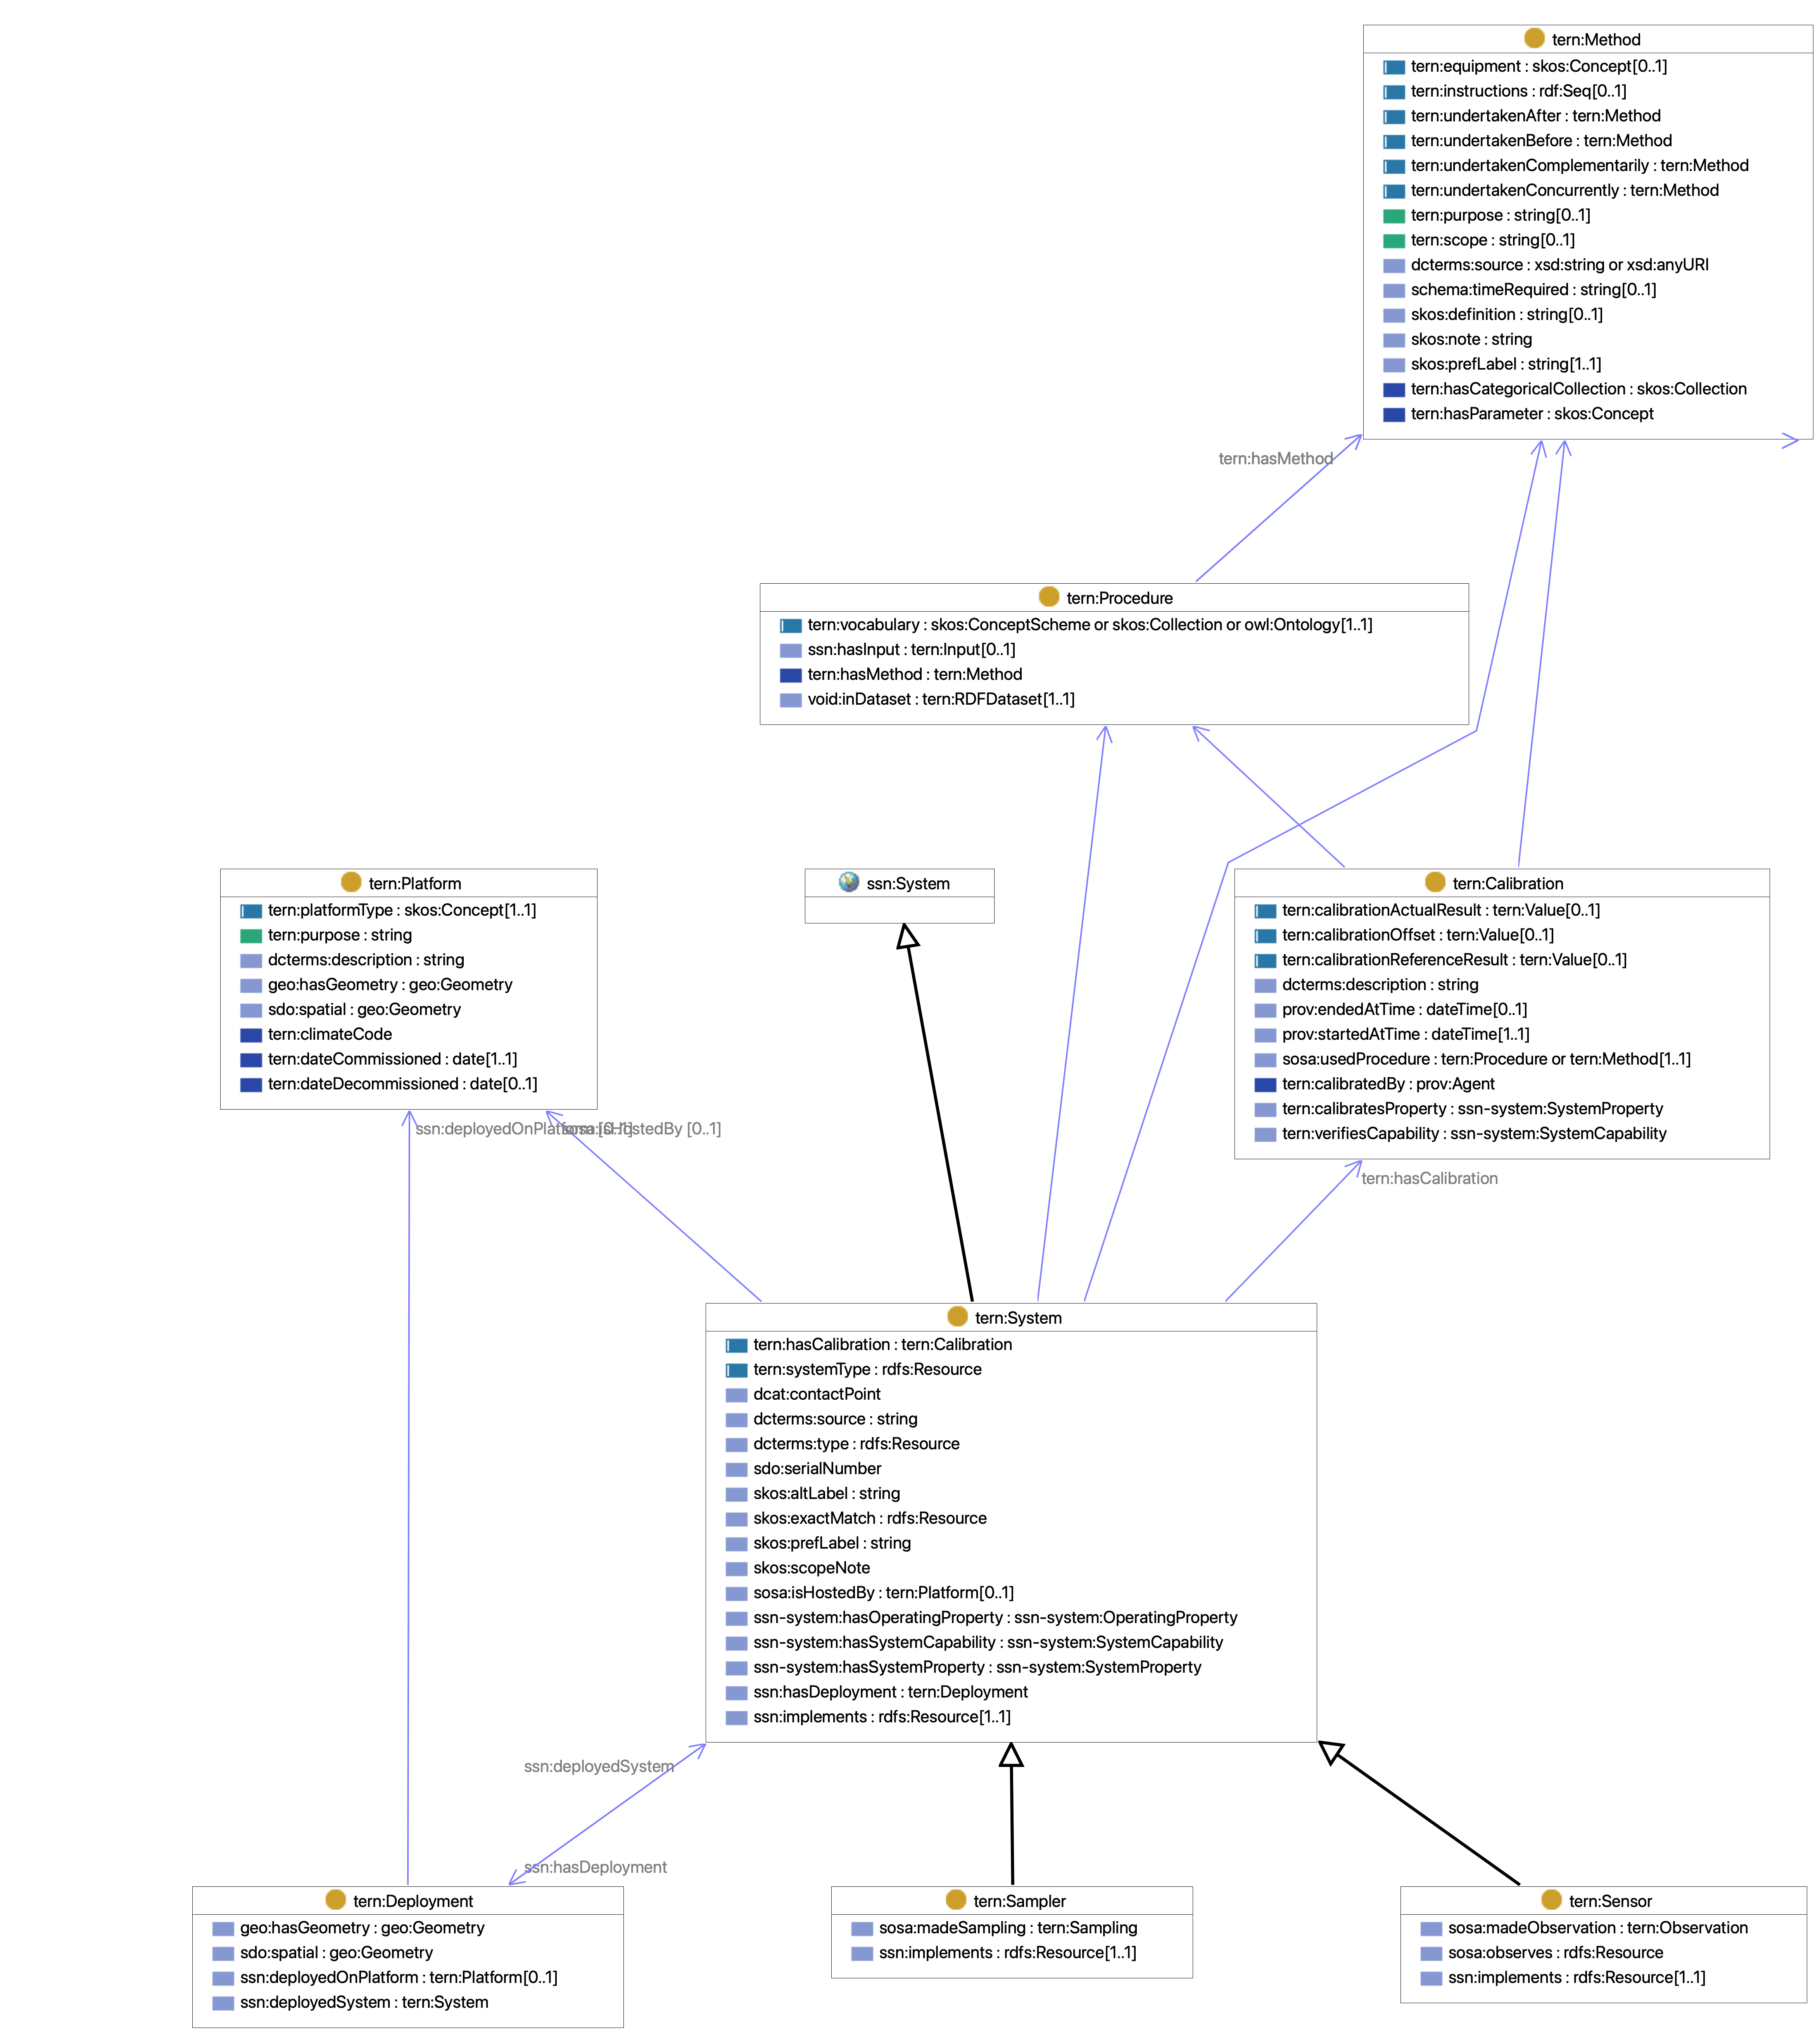 tern:Method
tern:equipment : skos:Concept[0..1]
tern:instructions : rdf:Seq[0..1]
tern:undertakenAfter : tern:Method
tern:undertakenBefore : tern:Method
tern:undertakenComplementarily : tern:Method
tern:undertakenConcurrently : tern:Method
tern:purpose : string[0..1]
tern:scope : string[0..1]
dcterms:source : xsd:string or xsd:anyURI
schema:timeRequired : string[0..1]
skos:definition : string[0..1]
skos:note : string
skos:prefLabel : string[1..1]
tern:hasCategoricalCollection : skos:Collection
tern:hasParameter : skos:Concept
tern:hasMethod
tern:Procedure
tern:vocabulary : skos:ConceptScheme or skos:Collection or owl:Ontology[1..1]
ssn:hasInput : tern:Input[0..1]
tern:hasMethod : tern:Method
void:inDataset : tern:RDFDataset[1..1]
tern:Platform
tern:platformType : skos:Concept[1..1]
tern:purpose : string
dcterms:description : string
geo:hasGeometry : geo:Geometry
sdo:spatial : geo:Geometry
tern:climateCode
tern:dateCommissioned : date[1..1]
tern:dateDecommissioned : date[0..1]
ssn:System
tern:Calibration
tern:calibrationActualResult : tern:Value[0..1]
tern:calibrationOffset : tern:Value[0..1]
tern:calibrationReferenceResult : tern:Value[0..1]
dcterms:description : string
prov:endedAtTime : dateTime[0..1]
prov:startedAtTime : dateTime[1..1]
sosa:usedProcedure : tern:Procedure or tern:Method[1..1]
tern:calibratedBy : prov:Agent
tern:calibratesProperty : ssn-system:SystemProperty
tern:verifiesCapability : ssn-system:SystemCapability
ssn:deployedOnPlatform [0..1]
sosa:isHostedBy [0..1]
tern:hasCalibration
tern:System
tern:hasCalibration : tern:Calibration
tern:systemType : rdfs:Resource
dcat:contactPoint
dcterms:source : string
dcterms:type : rdfs:Resource
sdo:serialNumber
skos:altLabel : string
skos:exactMatch : rdfs:Resource
skos:prefLabel : string
skos:scopeNote
sosa:isHostedBy : tern:Platform[0..1]
ssn-system:hasOperatingProperty : ssn-system:OperatingProperty
ssn-system:hasSystemCapability : ssn-system:SystemCapability
ssn-system:hasSystemProperty : ssn-system:SystemProperty
ssn:hasDeployment : tern:Deployment
ssn:implements : rdfs:Resource[1..1]
ssn:deployedSystem
ssn:hasDeployment
tern:Deployment
geo:hasGeometry : geo:Geometry
sdo:spatial : geo:Geometry
ssn:deployedOnPlatform : tern:Platform[0..1]
ssn:deployedSystem : tern:System
tern:Sampler
sosa:madeSampling : tern:Sampling
ssn:implements : rdfs:Resource[1..1]
tern:Sensor
sosa:madeObservation : tern:Observation
sosa:observes : rdfs:Resource
ssn:implements : rdfs:Resource[1..1]